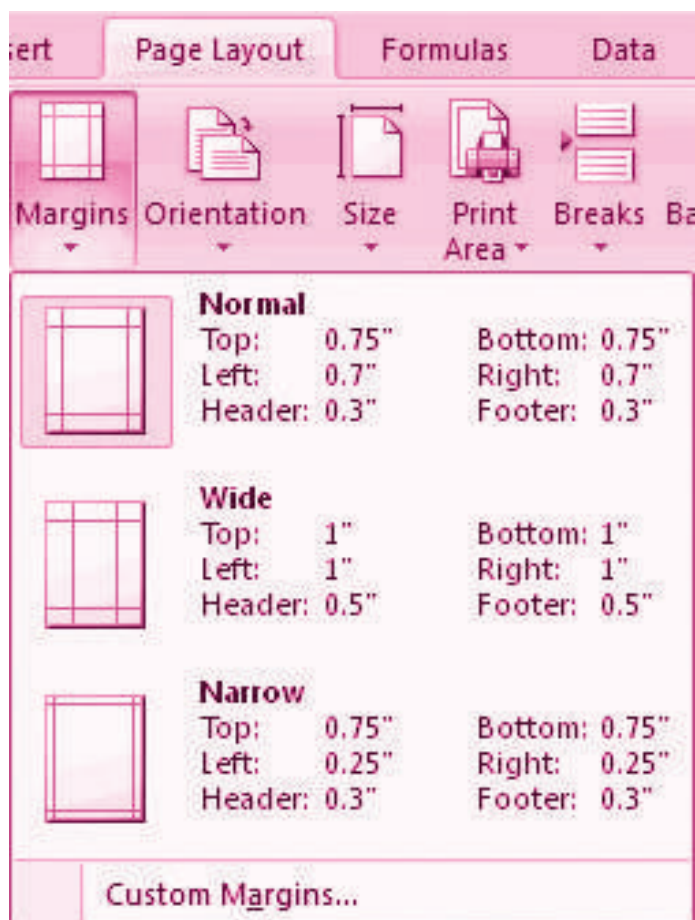 sert Page Layout Formulas Data
Margins Orientation Size Print Area Breaks Ba
Normal
Top: 0.75" Bottom: 0.75"
Left: 0.7" Right: 0.7"
Header: 0.3" Footer: 0.3"
Wide
Top: 1" Bottom: 1"
Left: 1" Right: 1"
Header: 0.5" Footer: 0.5"
Narrow
Top: 0.75" Bottom: 0.75"
Left: 0.25" Right: 0.25"
Header: 0.3" Footer: 0.3"
Custom Margins...